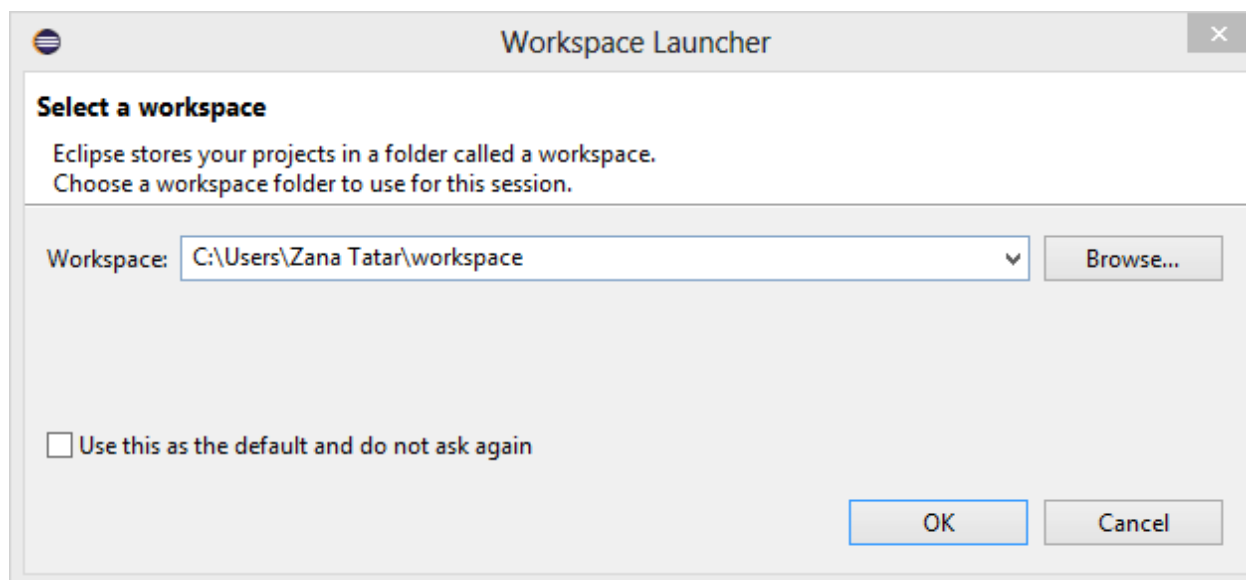 Workspace Launcher
Select a workspace
Eclipse stores your projects in a folder called a workspace.
Choose a workspace folder to use for this session.
Workspace: C:\Users\Zana Tatar\workspace Browse...
Use this as the default and do not ask again
OK Cancel